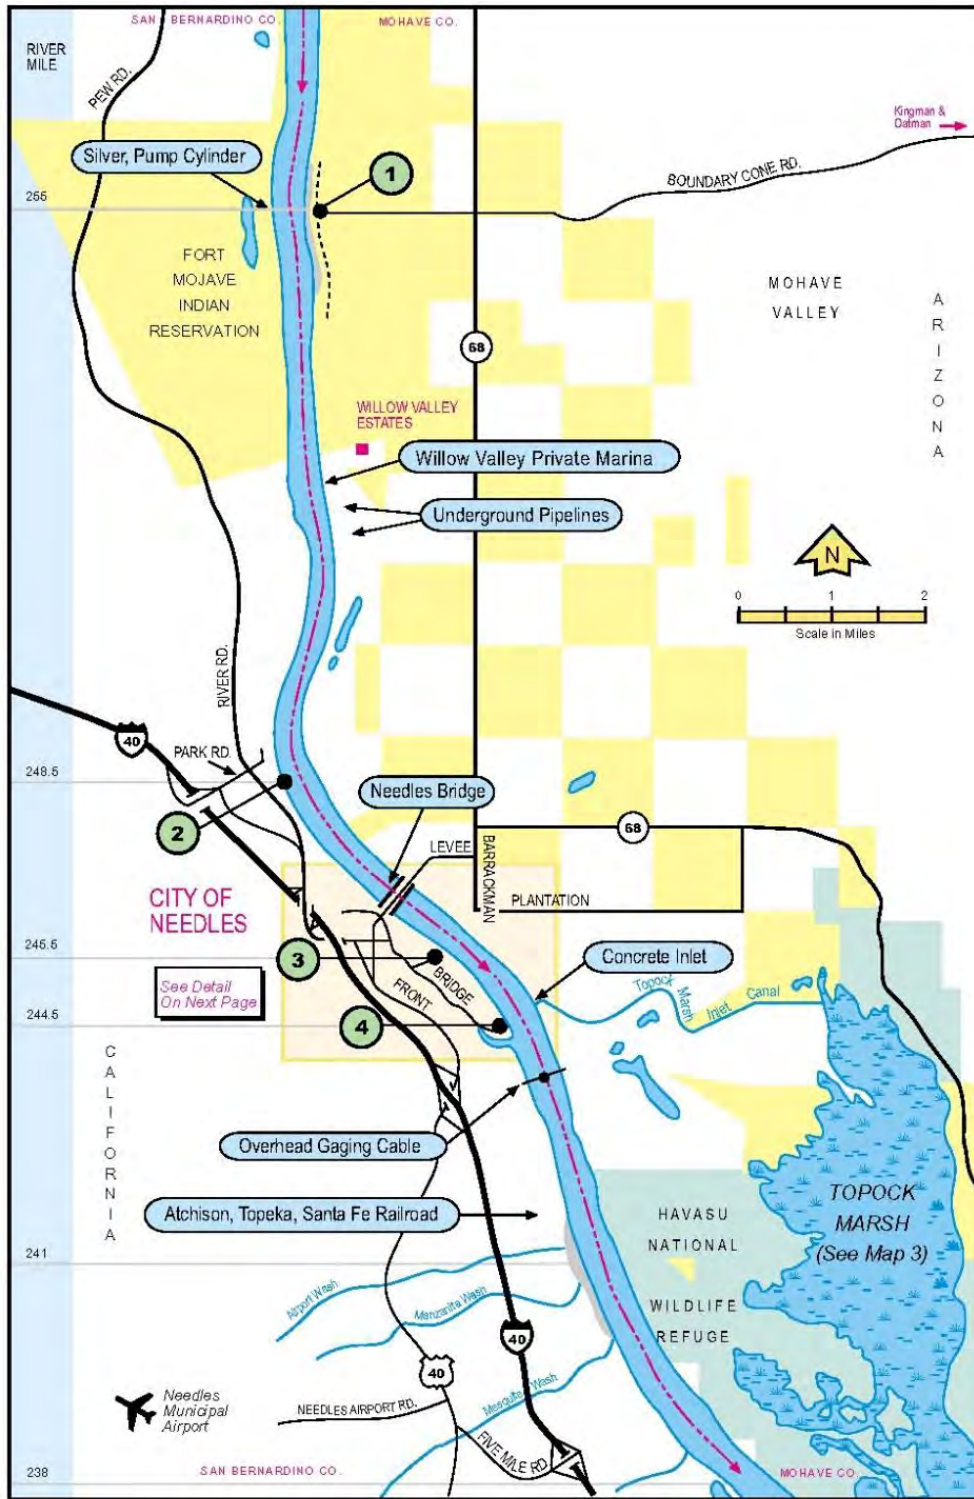 SAN BERNARDINO CO.
MOHAVE CO.
RIVER
MILE
PEW RD.
Kingman &
Oatman
Silver, Pump Cylinder
1
BOUNDARY CONE RD.
255
FORT
MOJAVE
INDIAN
RESERVATION
MOHAVE
VALLEY
ARIZONA
68
WILLOW VALLEY
ESTATES
Willow Valley Private Marina
Underground Pipelines
N
0 1 2
Scale in Miles
RIVER RD.
40
PARK RD.
248.5
Needles Bridge
2
68
LEVEE
BARRACKMAN
PLANTATION
CITY OF
NEEDLES
245.6
3
BRIDGE
FRONT
Concrete Inlet
Topock Marsh Inlet Canal
See Detail
On Next Page
244.5
4
CALIFORNIA
Overhead Gaging Cable
Atchison, Topeka, Santa Fe Railroad
HAVASU
NATIONAL
WILDLIFE
REFUGE
TOPOCK
MARSH
(See Map 3)
241
Airport Wash
Manzanita Wash
40
40
Mesquite Wash
Needles
Municipal
Airport
NEEDLES AIRPORT RD.
FIVE MILE RD.
238
SAN BERNARDINO CO.
MOHAVE CO.